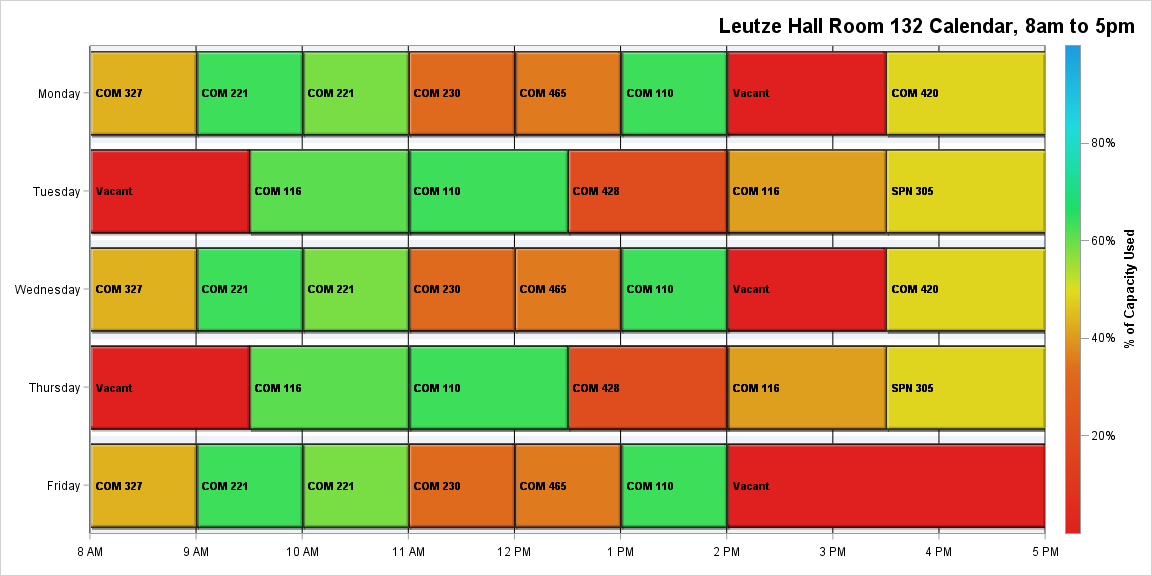 Leutze Hall Room 132 Calendar, 8am to 5pm
Monday
COM 327 COM 221 COM 221 COM 230 COM 465 COM 110 Vacant COM 420
Tuesday
Vacant COM 116 COM 110 COM 428 COM 116 SPN 305
Wednesday
COM 327 COM 221 COM 221 COM 230 COM 465 COM 110 Vacant COM 420
Thursday
Vacant COM 116 COM 110 COM 428 COM 116 SPN 305
Friday
COM 327 COM 221 COM 221 COM 230 COM 465 COM 110 Vacant
8 AM 9 AM 10 AM 11 AM 12 PM 1 PM 2 PM 3 PM 4 PM 5 PM
80%
60%
40%
20%
% of Capacity Used